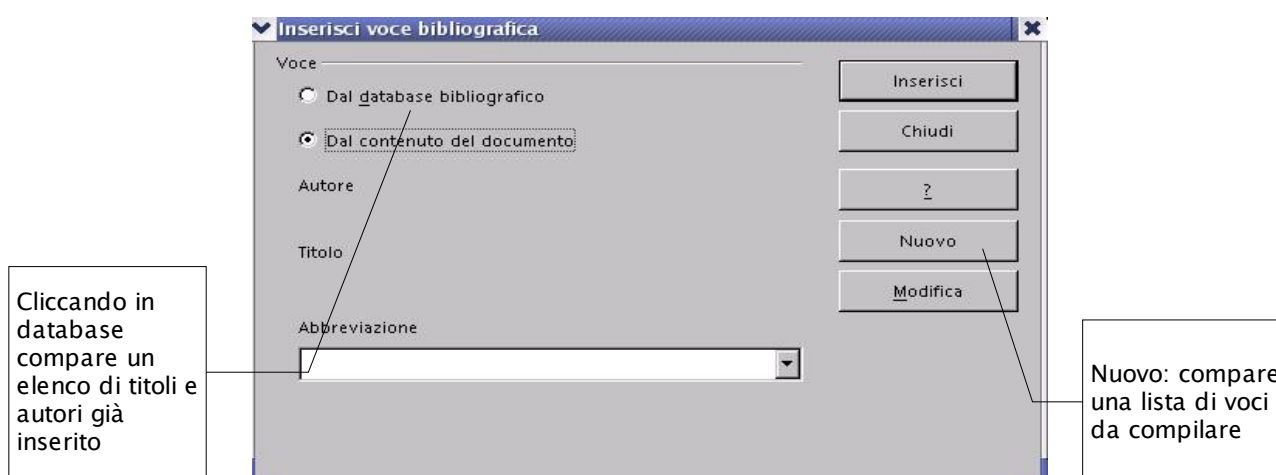 Inserisci voce bibliografica
Voce
Dal database bibliografico
Dal contenuto del documento
Autore
Titolo
Abbreviazione
Inserisci
Chiudi
?
Nuovo
Modifica
Cliccando in
database
compare un
elenco di titoli e
autori già
inserito
Nuovo: compare
una lista di voci
da compilare